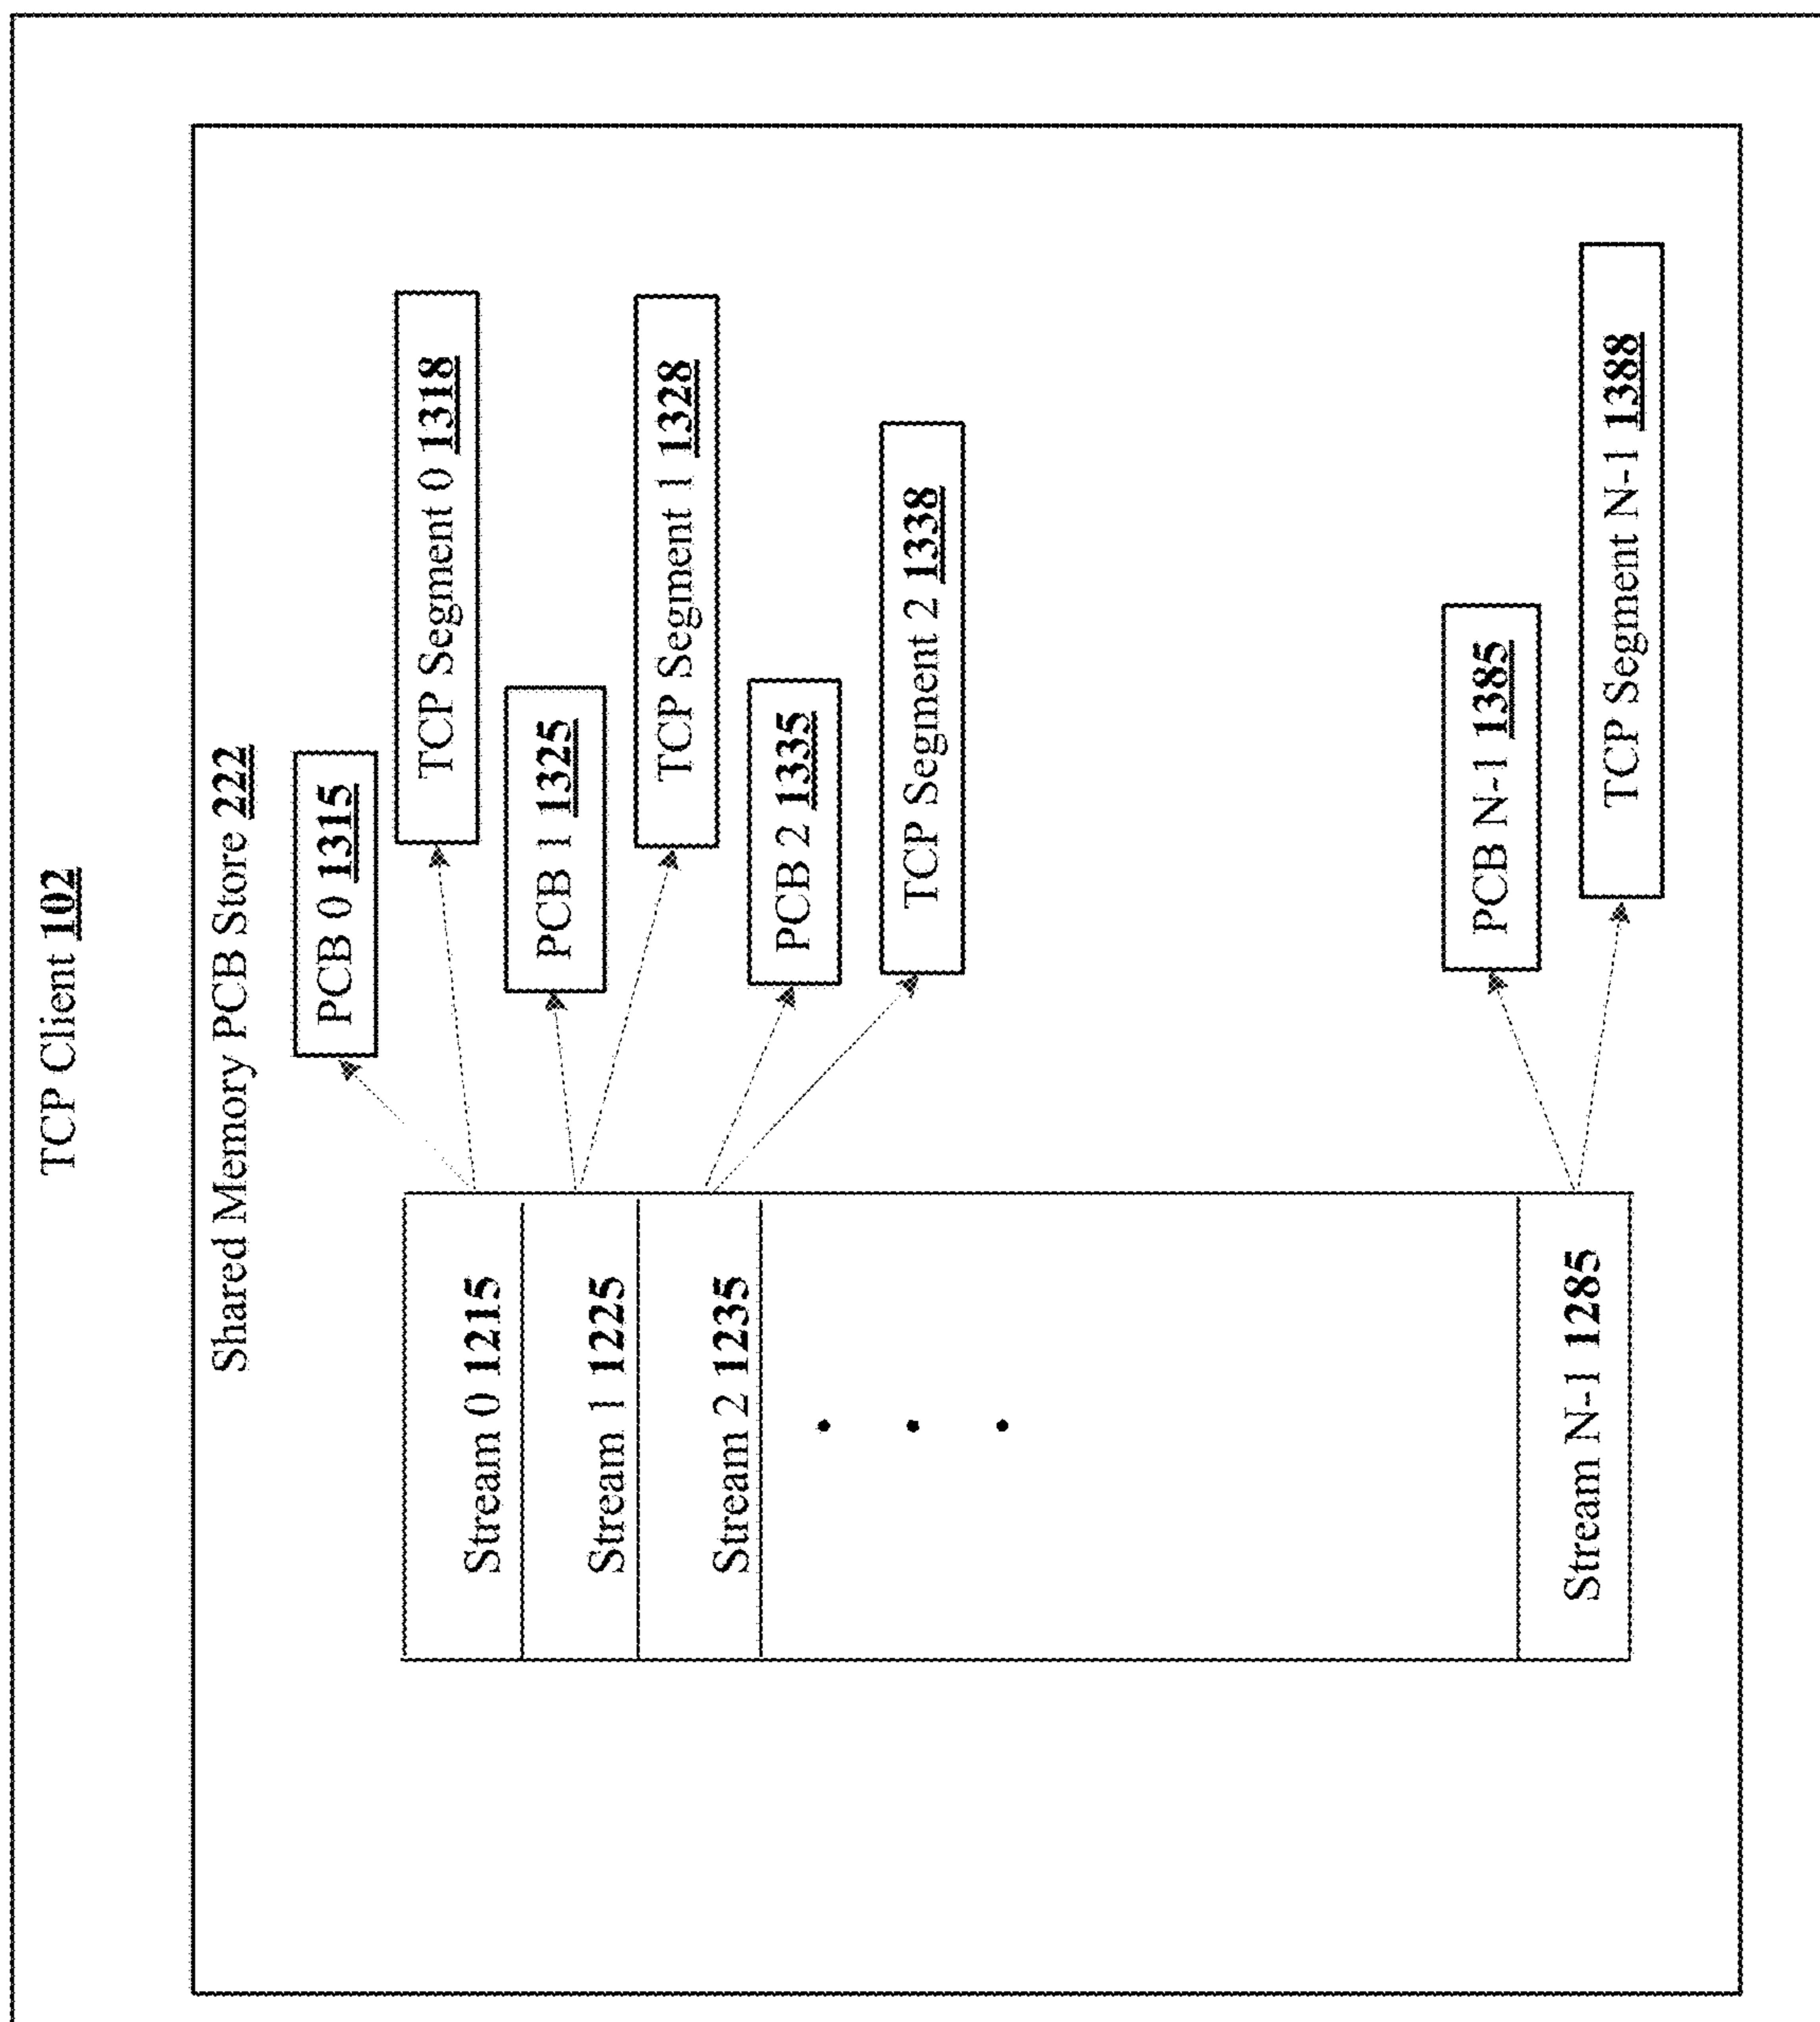 TCP Client 102
Shared Memory PCB Store 222
Stream 0 1215
PCB 0 1315
TCP Segment 0 1318
Stream 1 1225
PCB 1 1325
TCP Segment 1 1328
Stream 2 1235
PCB 2 1335
TCP Segment 2 1338
Stream N-1 1285
PCB N-1 1385
TCP Segment N-1 1388